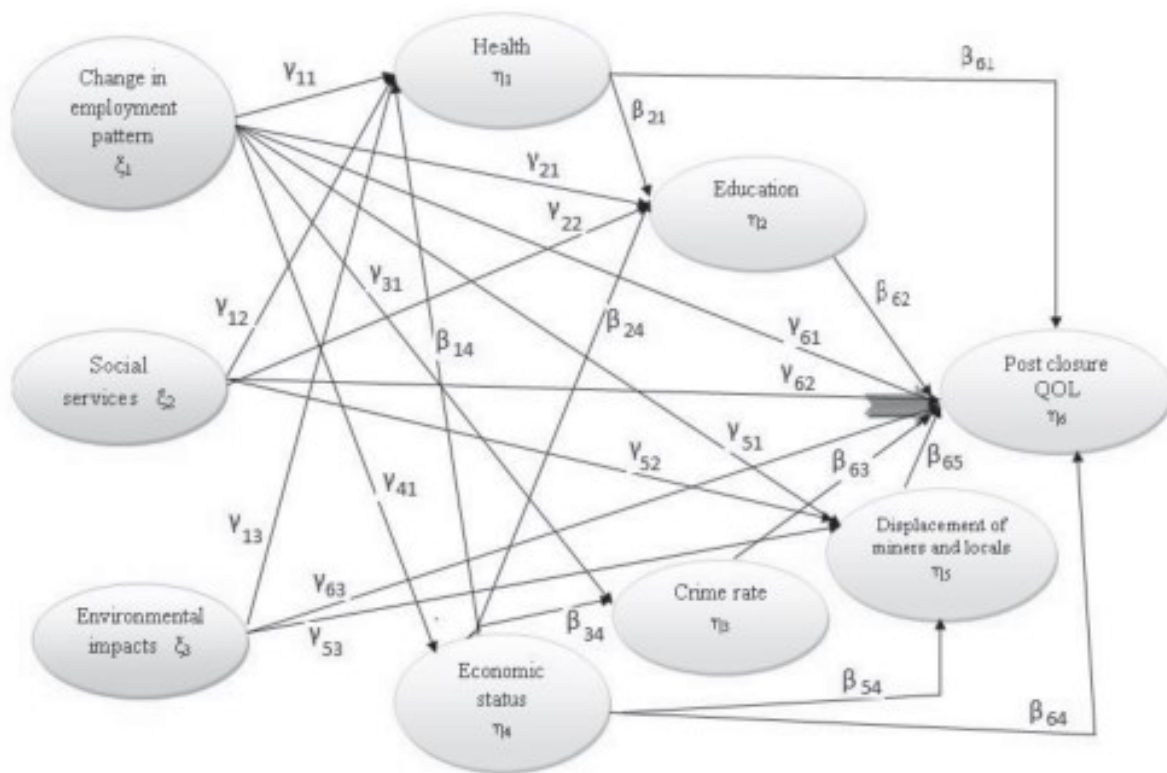 Change in
employment
pattern
ξ₁
Health
η₁
β₆₁
γ₁₁
β₂₁
γ₂₁
Education
η₂
γ₂₂
γ₃₁
β₆₂
γ₁₂
β₁₄
β₂₄
γ₆₁
Social
services ξ₂
γ₆₂
Post closure
QOL
η₆
γ₅₁
γ₅₂
β₆₃
β₆₅
γ₄₁
γ₁₃
Displacement of
miners and locals
η₅
γ₆₃
Environmental
impacts ξ₃
γ₅₃
β₃₄
Crime rate
η₃
Economic
status
η₄
β₅₄
β₆₄